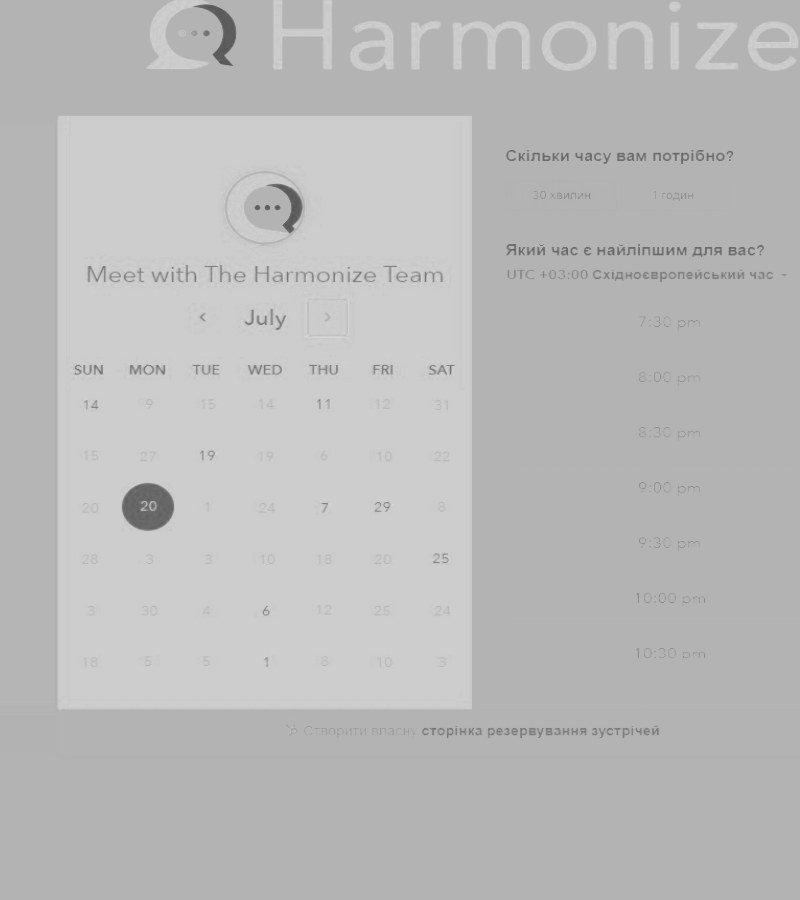 Harmonize
Meet with The Harmonize Team
July
SUN MON TUE WED THU FRI SAT
14 9 15 14 11 12 31
15 27 19 19 6 10 22
20 20 1 24 7 29 8
28 3 3 10 18 20 25
3 30 4 6 12 25 24
18 5 5 1 8 10 3
Скільки часу вам потрібно?
30 хвилин 1 годин
Який час є найліпшим для вас?
UTC +03:00 Східноєвропейський час
7:30 pm
8:00 pm
8:30 pm
9:00 pm
9:30 pm
10:00 pm
10:30 pm
Створити власну сторінка резервування зустрічей